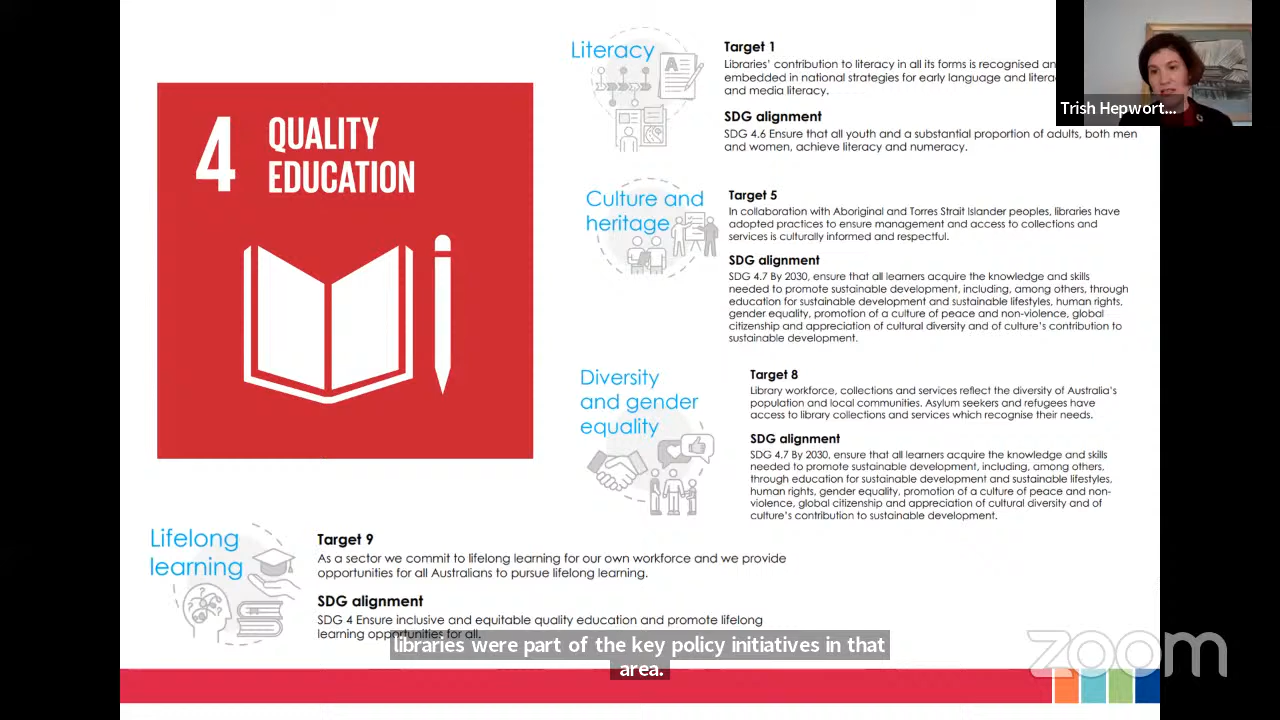 4 QUALITY
EDUCATION
Literacy
Target 1
Libraries' contribution to literacy in all its forms is recognised an
embedded in national strategies for early language and litera
and media literacy.
SDG alignment
SDG 4.6 Ensure that all youth and a substantial proportion of adults, both men
and women, achieve literacy and numeracy.
Culture and
heritage
Target 5
In collaboration with Aboriginal and Torres Strait Islander peoples, libraries have
adopted practices to ensure management and access to collections and
services is culturally informed and respectful.
SDG alignment
SDG 4.7 By 2030, ensure that all learners acquire the knowledge and skills
needed to promote sustainable development, including, among others, through
education for sustainable development and sustainable lifestyles, human rights,
gender equality, promotion of a culture of peace and non-violence, global
citizenship and appreciation of cultural diversity and of culture's contribution to
sustainable development.
Diversity
and gender
equality
Target 8
Library workforce, collections and services reflect the diversity of Australia's
population and local communities. Asylum seekers and refugees have
access to library collections and services which recognise their needs.
SDG alignment
SDG 4.7 By 2030, ensure that all learners acquire the knowledge and skills
needed to promote sustainable development, including, among others,
through education for sustainable development and sustainable lifestyles,
human rights, gender equality, promotion of a culture of peace and non-
violence, global citizenship and appreciation of cultural diversity and of
culture's contribution to sustainable development.
Lifelong
learning
Target 9
As a sector we commit to lifelong learning for our own workforce and we provide
opportunities for all Australians to pursue lifelong learning.
SDG alignment
SDG 4 Ensure inclusive and equitable quality education and promote lifelong
learning opportunities for all.
libraries were part of the key policy initiatives in that
area.
Trish Hepwort...
zoom